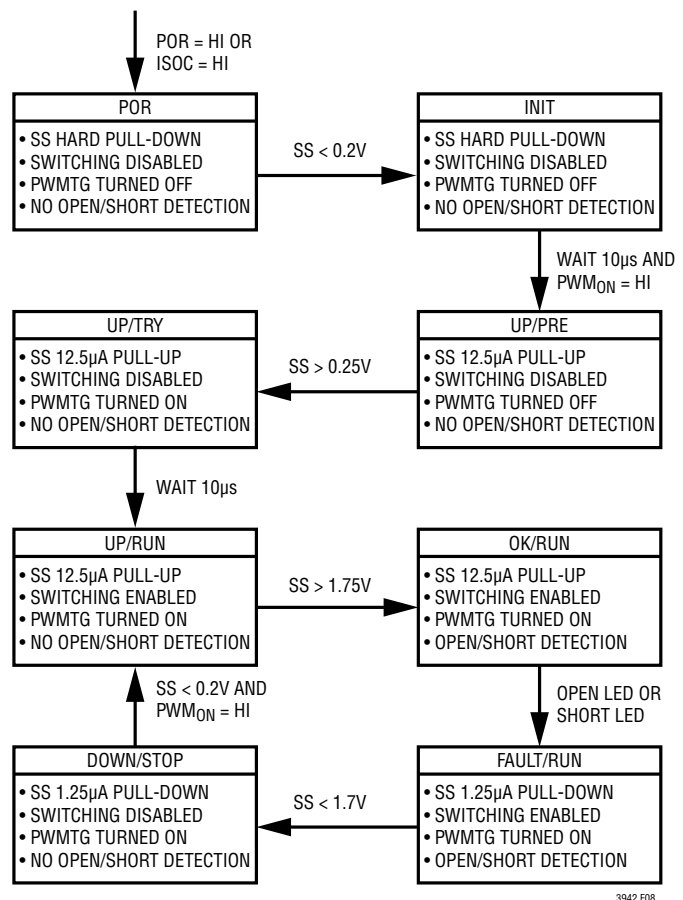 POR = HI OR
ISOC = HI
POR
• SS HARD PULL-DOWN
• SWITCHING DISABLED
• PWMTG TURNED OFF
• NO OPEN/SHORT DETECTION
SS < 0.2V
INIT
• SS HARD PULL-DOWN
• SWITCHING DISABLED
• PWMTG TURNED OFF
• NO OPEN/SHORT DETECTION
WAIT 10µs AND
PWMON = HI
UP/PRE
• SS 12.5µA PULL-UP
• SWITCHING DISABLED
• PWMTG TURNED OFF
• NO OPEN/SHORT DETECTION
SS > 0.25V
UP/TRY
• SS 12.5µA PULL-UP
• SWITCHING DISABLED
• PWMTG TURNED ON
• NO OPEN/SHORT DETECTION
WAIT 10µs
UP/RUN
• SS 12.5µA PULL-UP
• SWITCHING ENABLED
• PWMTG TURNED ON
• NO OPEN/SHORT DETECTION
SS > 1.75V
OK/RUN
• SS 12.5µA PULL-UP
• SWITCHING ENABLED
• PWMTG TURNED ON
• OPEN/SHORT DETECTION
OPEN LED OR
SHORT LED
FAULT/RUN
• SS 1.25µA PULL-DOWN
• SWITCHING ENABLED
• PWMTG TURNED ON
• OPEN/SHORT DETECTION
SS < 1.7V
DOWN/STOP
• SS 1.25µA PULL-DOWN
• SWITCHING DISABLED
• PWMTG TURNED ON
• NO OPEN/SHORT DETECTION
SS < 0.2V AND
PWMON = HI
3942 F08